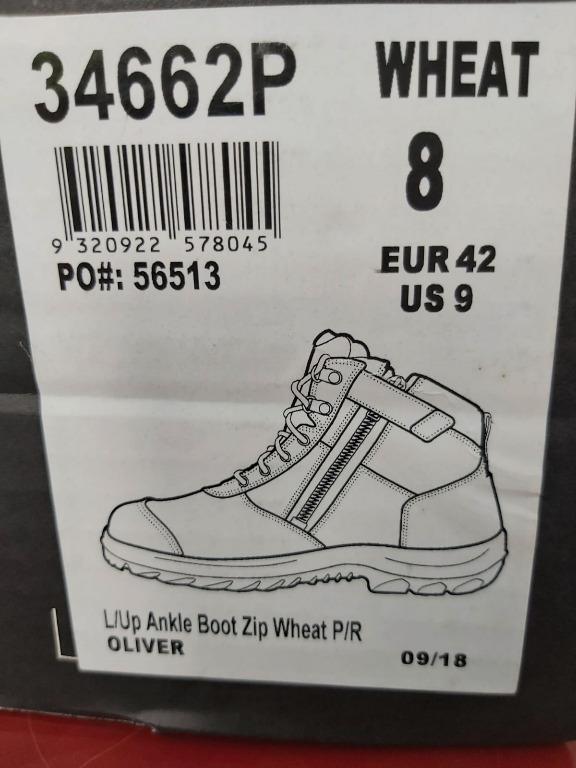 34662P
WHEAT
8
9 320922 578045
EUR 42
PO#: 56513
US 9
L/Up Ankle Boot Zip Wheat P/R
OLIVER
09/18